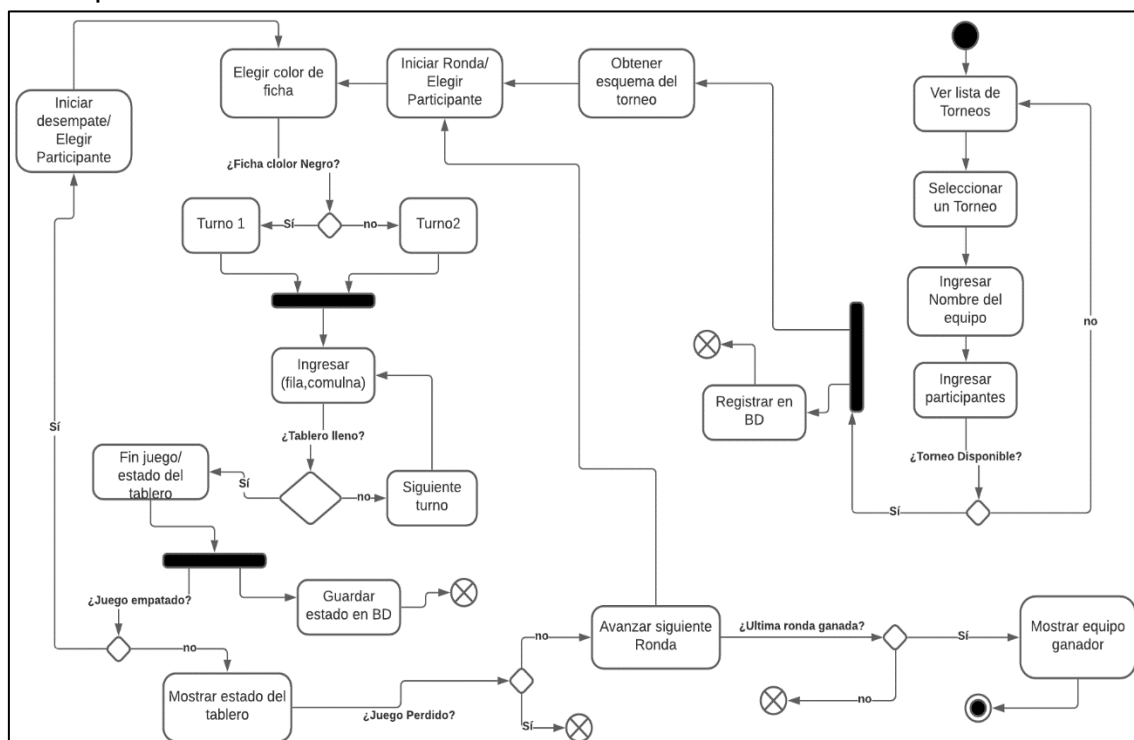 Elegir color de
ficha
Iniciar Ronda/
Elegir
Participante
Obtener
esquema del
torneo
Ver lista de
Torneos
Iniciar
desempate/
Elegir
Participante
¿Ficha clolor Negro?
Seleccionar
un Torneo
Turno 1
Sí
no
Turno2
Ingresar
Nombre del
equipo
no
Ingresar
(fila,comulna)
Ingresar
participantes
Registrar en
BD
Sí
¿Tablero lleno?
¿Torneo Disponible?
Fin juego/
estado del
tablero
Sí
no
Siguiente
turno
Sí
¿Juego empatado?
Guardar
estado en BD
no
Avanzar siguiente
Ronda
¿Ultima ronda ganada?
Sí
Mostrar equipo
ganador
no
Mostrar estado del
tablero
¿Juego Perdido?
Sí
no